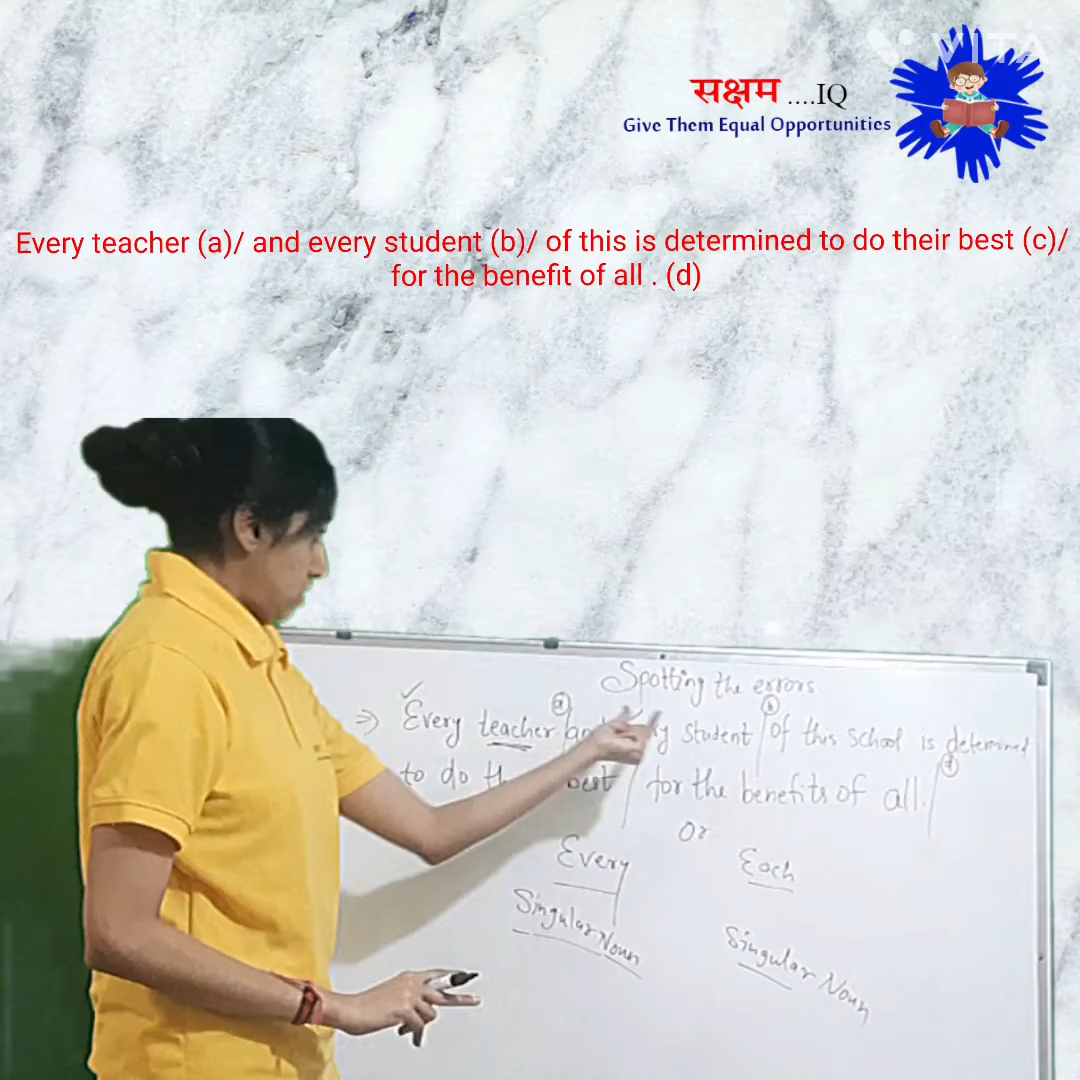 VITA
सक्षम ....IQ
Give Them Equal Opportunities
Every teacher (a)/ and every student (b)/ of this is determined to do their best (c)/
for the benefit of all . (d)
Spotting the errors
(a) (b)
⇒ Every teacher / student / of this school is determined
(d)
to do best / for the benefits of all. /
Or
Every Each
Singular Noun Singular Noun